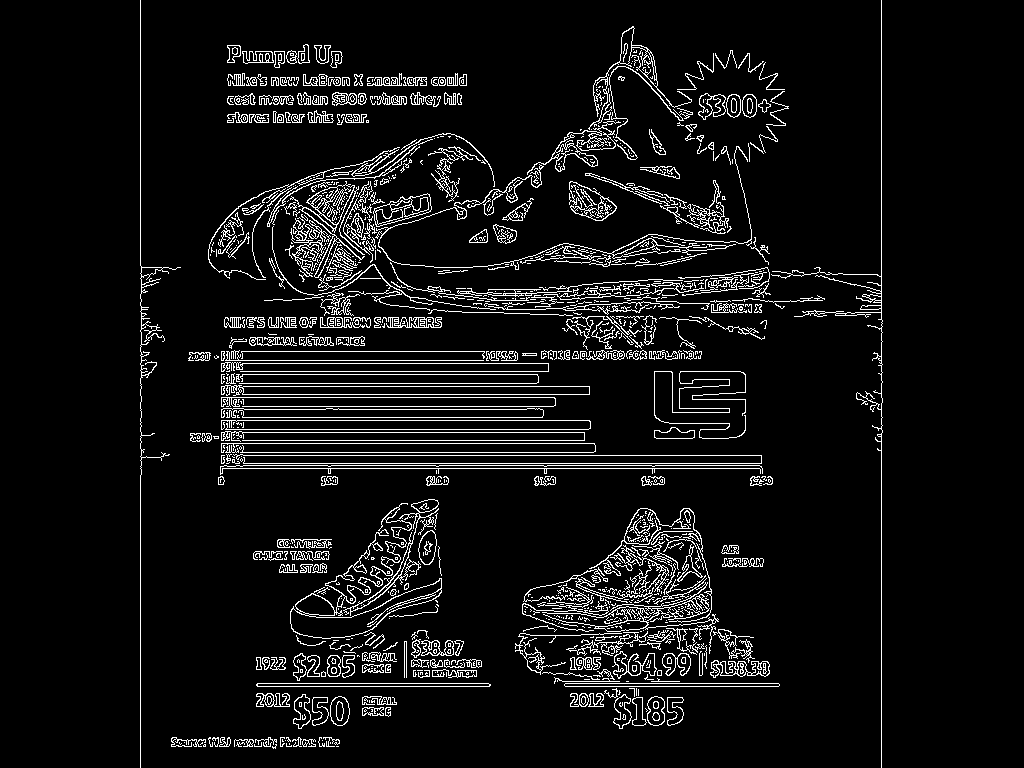 Pumped Up
Nike's new LeBron X sneakers could
cost more than $300 when they hit
stores later this year.
$300+
LEBRON X
NIKE'S LINE OF LEBRON SNEAKERS
ORIGINAL RETAIL PRICE
PRICE ADJUSTED FOR INFLATION
0 $50 $100 $150 $200 $250
CONVERSE
CHUCK TAYLOR
ALL STAR
AIR
JORDAN
1922 $2.85 RETAIL PRICE
$38.87
PRICE ADJUSTED
FOR INFLATION
2012 $50 RETAIL PRICE
1985 $64.99 $138.38
2012 $185
Source: WSJ research; Photos: Nike